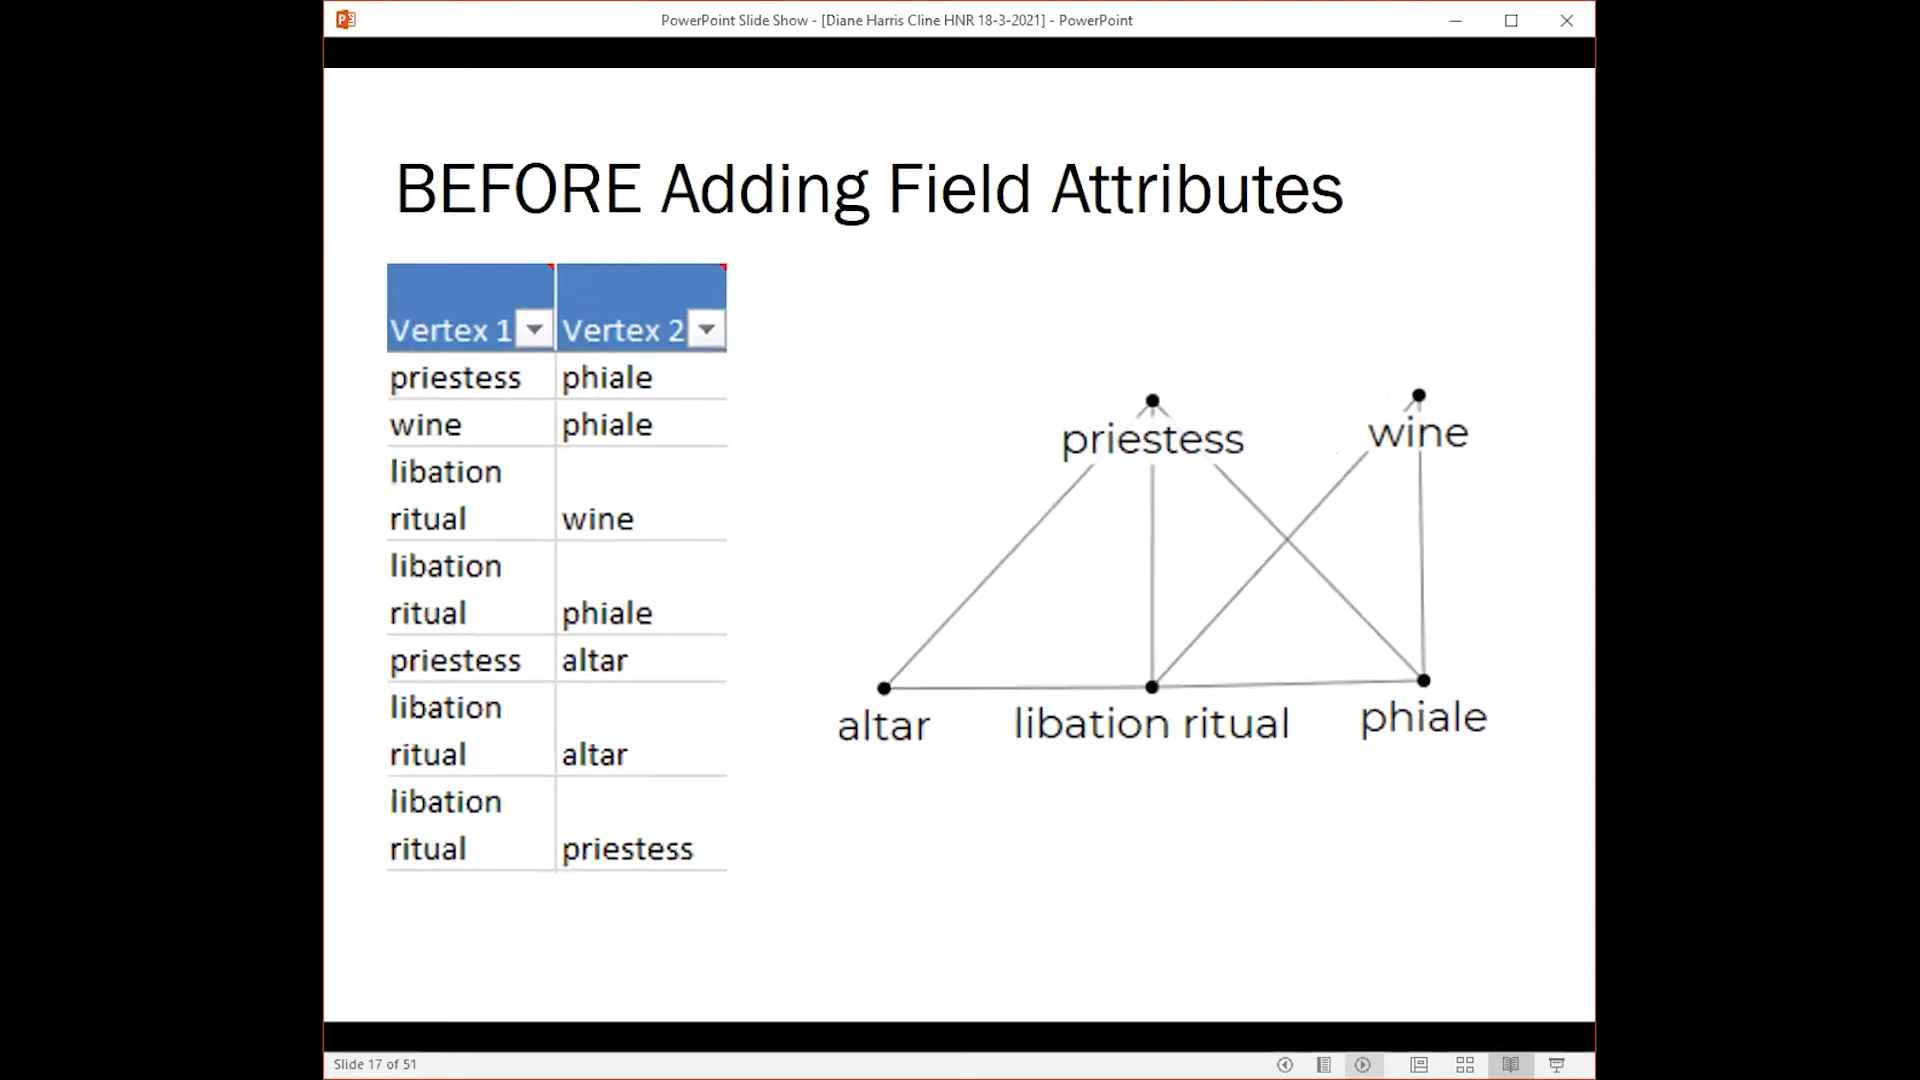 PowerPoint Slide Show - [Diane Harris Cline HNR 18-3-2021] - PowerPoint
BEFORE Adding Field Attributes
Vertex 1 Vertex 2
priestess phiale
wine phiale
libation
ritual wine
libation
ritual phiale
priestess altar
libation
ritual altar
libation
ritual priestess
priestess
wine
altar
libation ritual
phiale
Slide 17 of 51